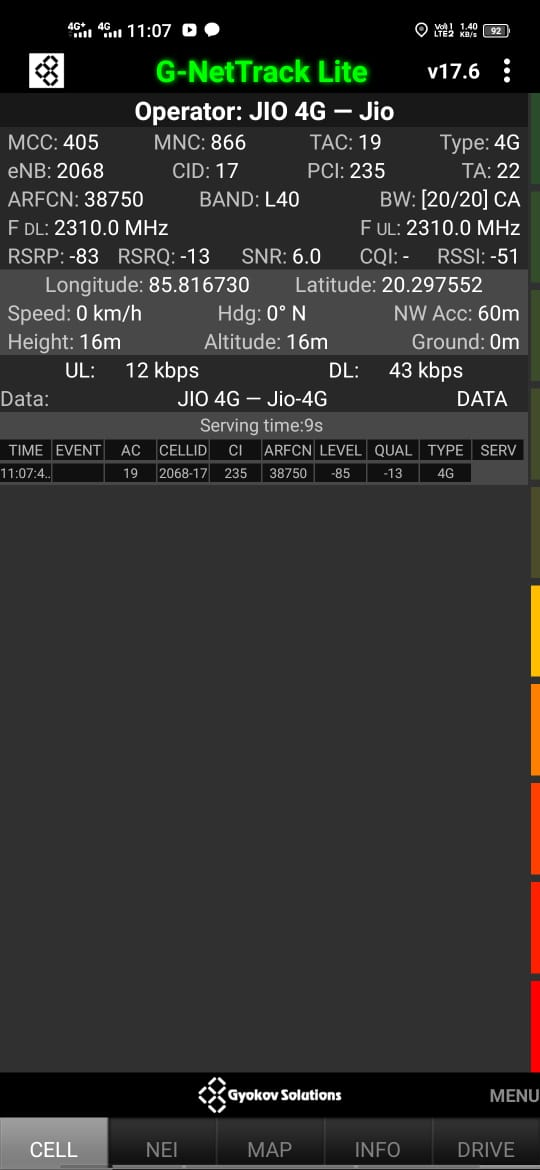 4G+ 4G 11:07 VoLTE2 1.40 KB/s 92
G-NetTrack Lite v17.6
Operator: JIO 4G — Jio
MCC: 405 MNC: 866 TAC: 19 Type: 4G
eNB: 2068 CID: 17 PCI: 235 TA: 22
ARFCN: 38750 BAND: L40 BW: [20/20] CA
F DL: 2310.0 MHz F UL: 2310.0 MHz
RSRP: -83 RSRQ: -13 SNR: 6.0 CQI: - RSSI: -51
Longitude: 85.816730 Latitude: 20.297552
Speed: 0 km/h Hdg: 0° N NW Acc: 60m
Height: 16m Altitude: 16m Ground: 0m
UL: 12 kbps DL: 43 kbps
Data: JIO 4G — Jio-4G DATA
Serving time:9s
TIME EVENT AC CELLID CI ARFCN LEVEL QUAL TYPE SERV
11:07:4.. 19 2068-17 235 38750 -85 -13 4G
Gyokov Solutions MENU
CELL NEI MAP INFO DRIVE